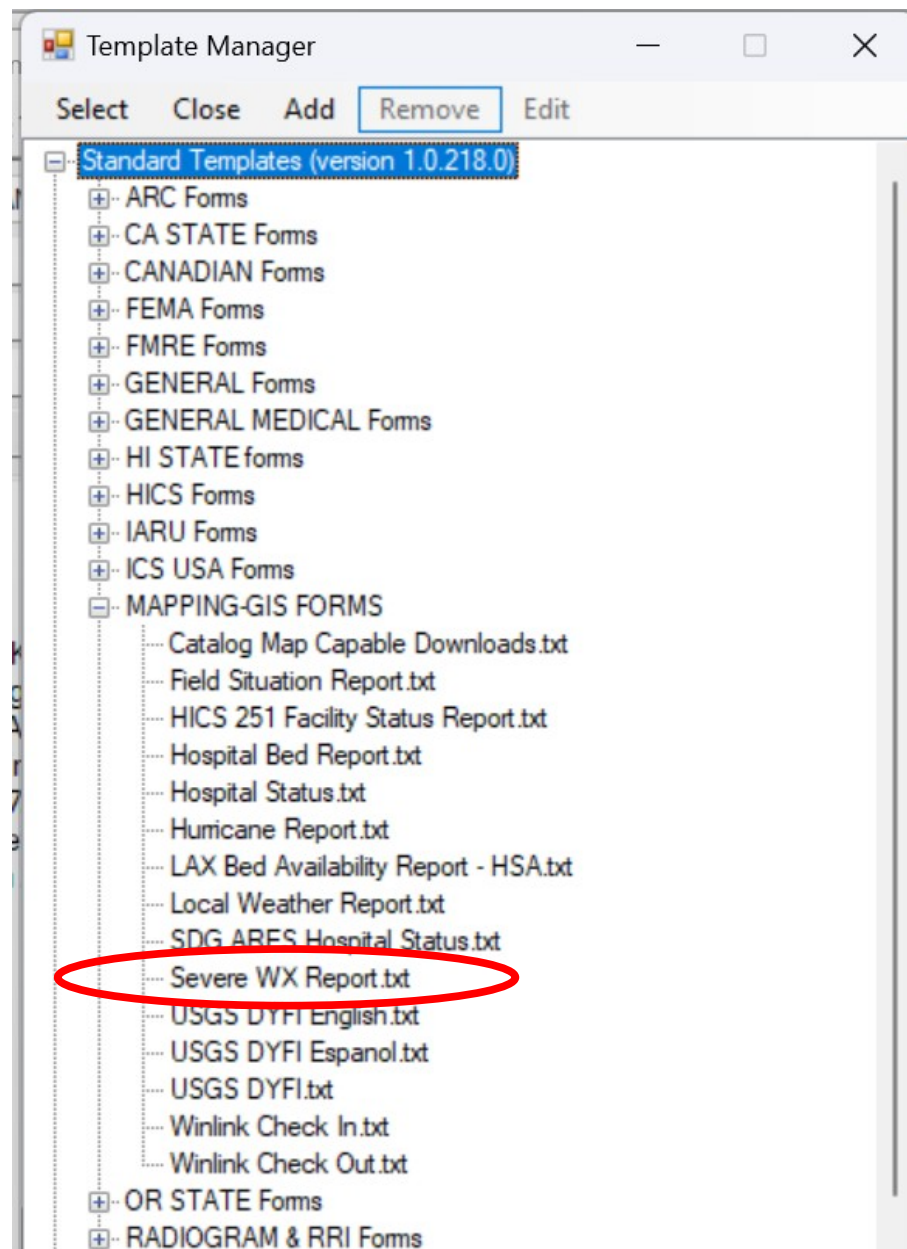 Template Manager
Select Close Add Remove Edit
Standard Templates (version 1.0.218.0)
ARC Forms
CA STATE Forms
CANADIAN Forms
FEMA Forms
FMRE Forms
GENERAL Forms
GENERAL MEDICAL Forms
HI STATE forms
HICS Forms
IARU Forms
ICS USA Forms
MAPPING-GIS FORMS
Catalog Map Capable Downloads.txt
Field Situation Report.txt
HICS 251 Facility Status Report.txt
Hospital Bed Report.txt
Hospital Status.txt
Hurricane Report.txt
LAX Bed Availability Report - HSA.txt
Local Weather Report.txt
SDG ARES Hospital Status.txt
Severe WX Report.txt
USGS DYFI English.txt
USGS DYFI Espanol.txt
USGS DYFI.txt
Winlink Check In.txt
Winlink Check Out.txt
OR STATE Forms
RADIOGRAM & RRI Forms